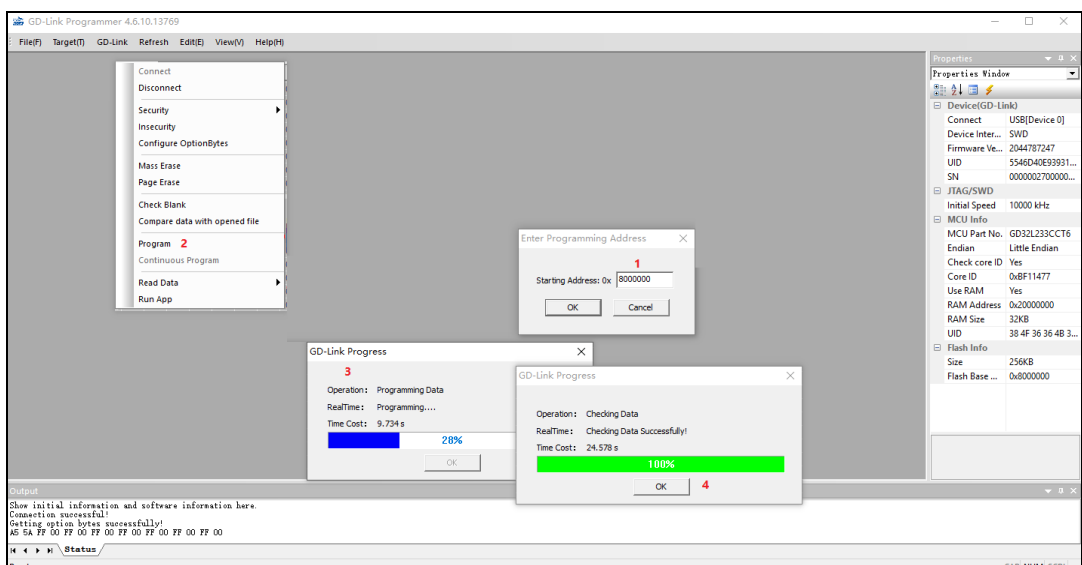 GD-Link Programmer 4.6.10.13769
File(F) Target(T) GD-Link Refresh Edit(E) View(V) Help(H)
Connect
Disconnect
Security
Insecurity
Configure OptionBytes
Mass Erase
Page Erase
Check Blank
Compare data with opened file
Program 2
Continuous Program
Read Data
Run App
Enter Programming Address
1
Starting Address: 0x 8000000
OK Cancel
GD-Link Progress
3
Operation: Programming Data
RealTime: Programming....
Time Cost: 9.734 s
28%
OK
GD-Link Progress
Operation: Checking Data
RealTime: Checking Data Successfully!
Time Cost: 24.578 s
100%
OK 4
Properties
Properties Window
Device(GD-Link)
Connect USB[Device 0]
Device Inter... SWD
Firmware Ve... 2044787247
UID 5546D40E93931...
SN 0000002700000...
JTAG/SWD
Initial Speed 10000 kHz
MCU Info
MCU Part No. GD32L233CCT6
Endian Little Endian
Check core ID Yes
Core ID 0xBF11477
Use RAM Yes
RAM Address 0x20000000
RAM Size 32KB
UID 38 4F 36 36 4B 3...
Flash Info
Size 256KB
Flash Base ... 0x8000000
Output
Show initial information and software information here.
Connection successful!
Getting option bytes successfully!
A5 5A FF 00 FF 00 FF 00 FF 00 FF 00 FF 00
Status